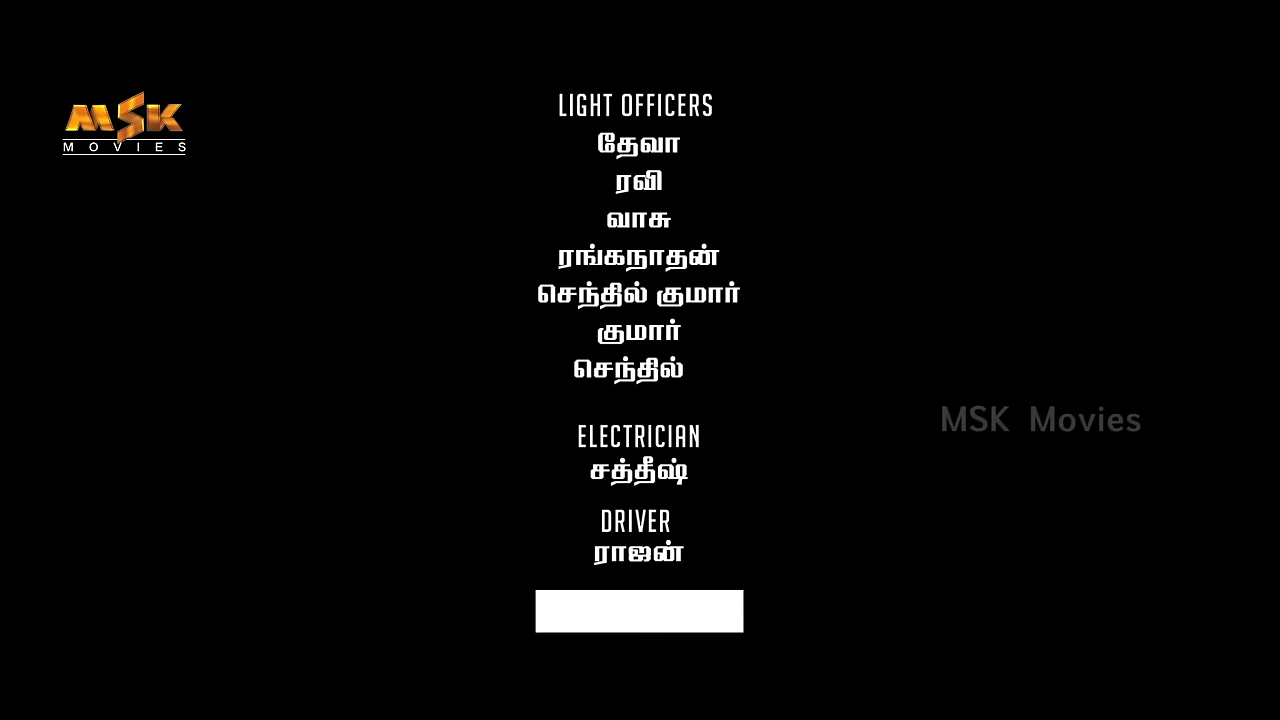 MSK
MOVIES
LIGHT OFFICERS
தேவா
ரவி
வாசு
ரங்கநாதன்
செந்தில் குமார்
குமார்
செந்தில்
MSK Movies
ELECTRICIAN
சத்தீஷ்
DRIVER
ராஜன்